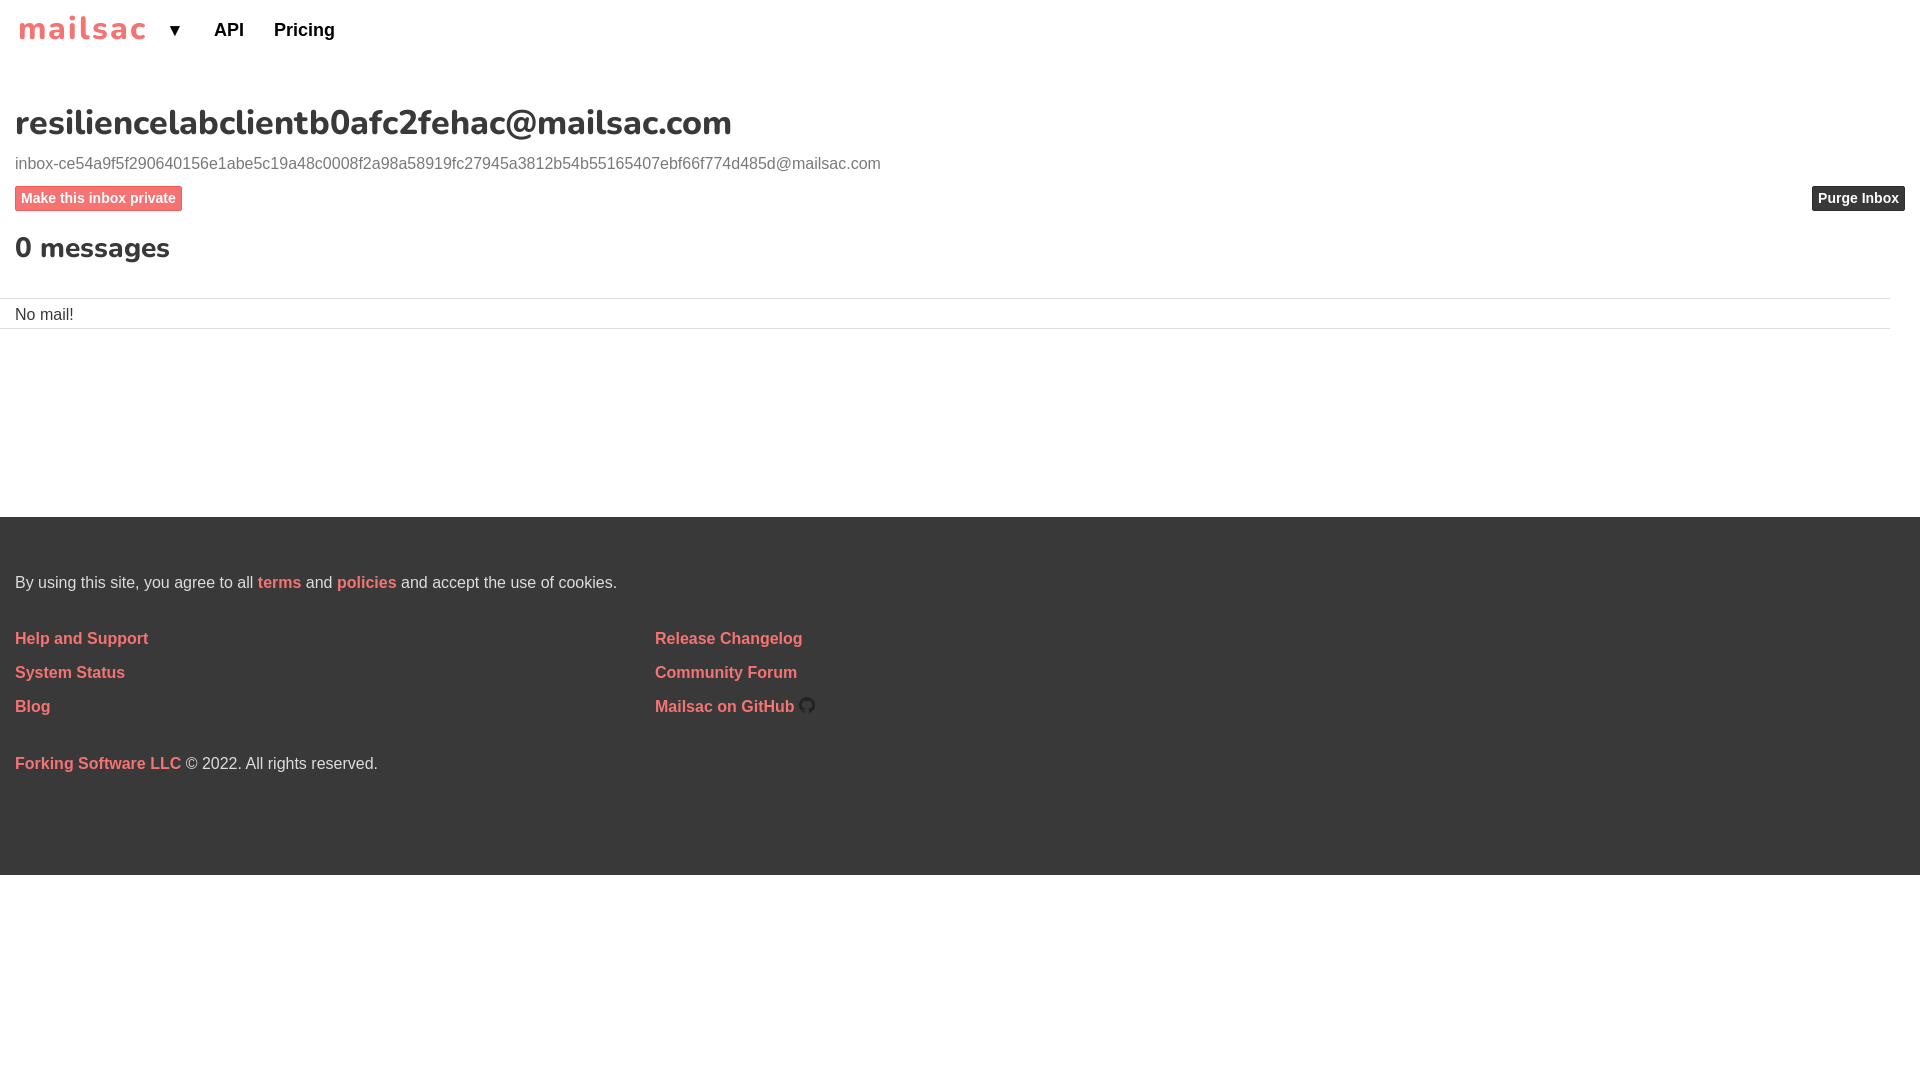 mailsac ▼ API Pricing
resiliencelabclientb0afc2fehac@mailsac.com
inbox-ce54a9f5f290640156e1abe5c19a48c0008f2a98a58919fc27945a3812b54b55165407ebf66f774d485d@mailsac.com
Make this inbox private Purge Inbox
0 messages
No mail!
By using this site, you agree to all terms and policies and accept the use of cookies.
Help and Support
System Status
Blog
Release Changelog
Community Forum
Mailsac on GitHub
Forking Software LLC © 2022. All rights reserved.